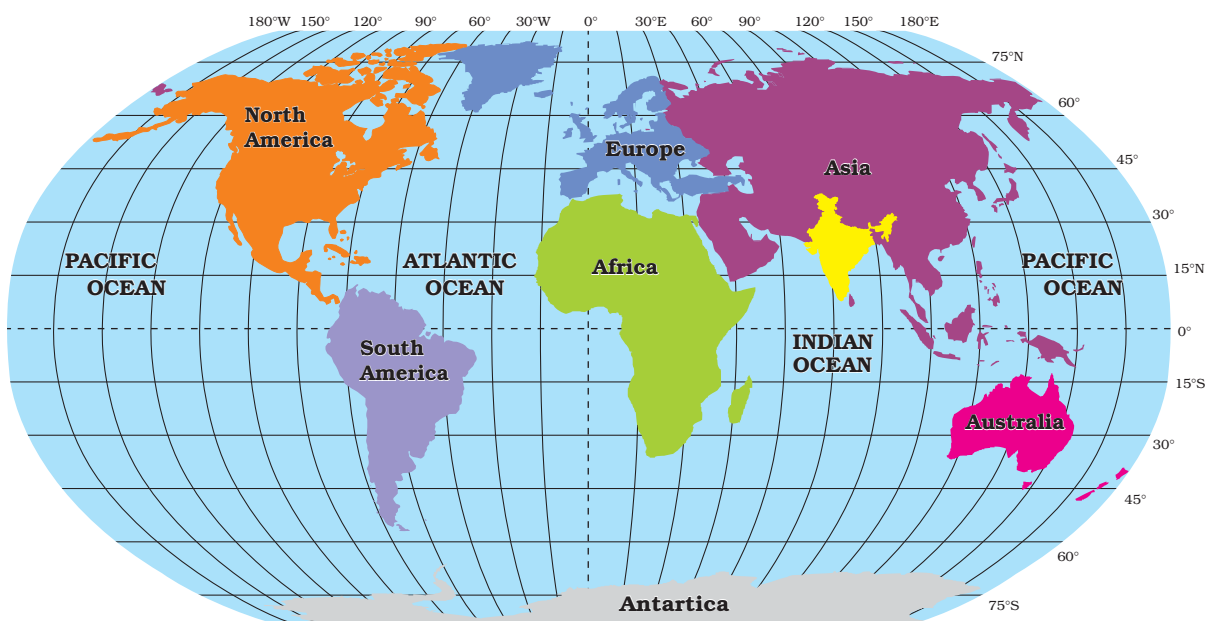 180°W 150° 120° 90° 60° 30°W 0° 30°E 60° 90° 120° 150° 180°E
75°N
60°
45°
30°
15°N
0°
15°S
30°
45°
60°
75°S
North
America
Europe
Asia
PACIFIC
OCEAN
ATLANTIC
OCEAN
Africa
PACIFIC
OCEAN
INDIAN
OCEAN
South
America
Australia
Antartica